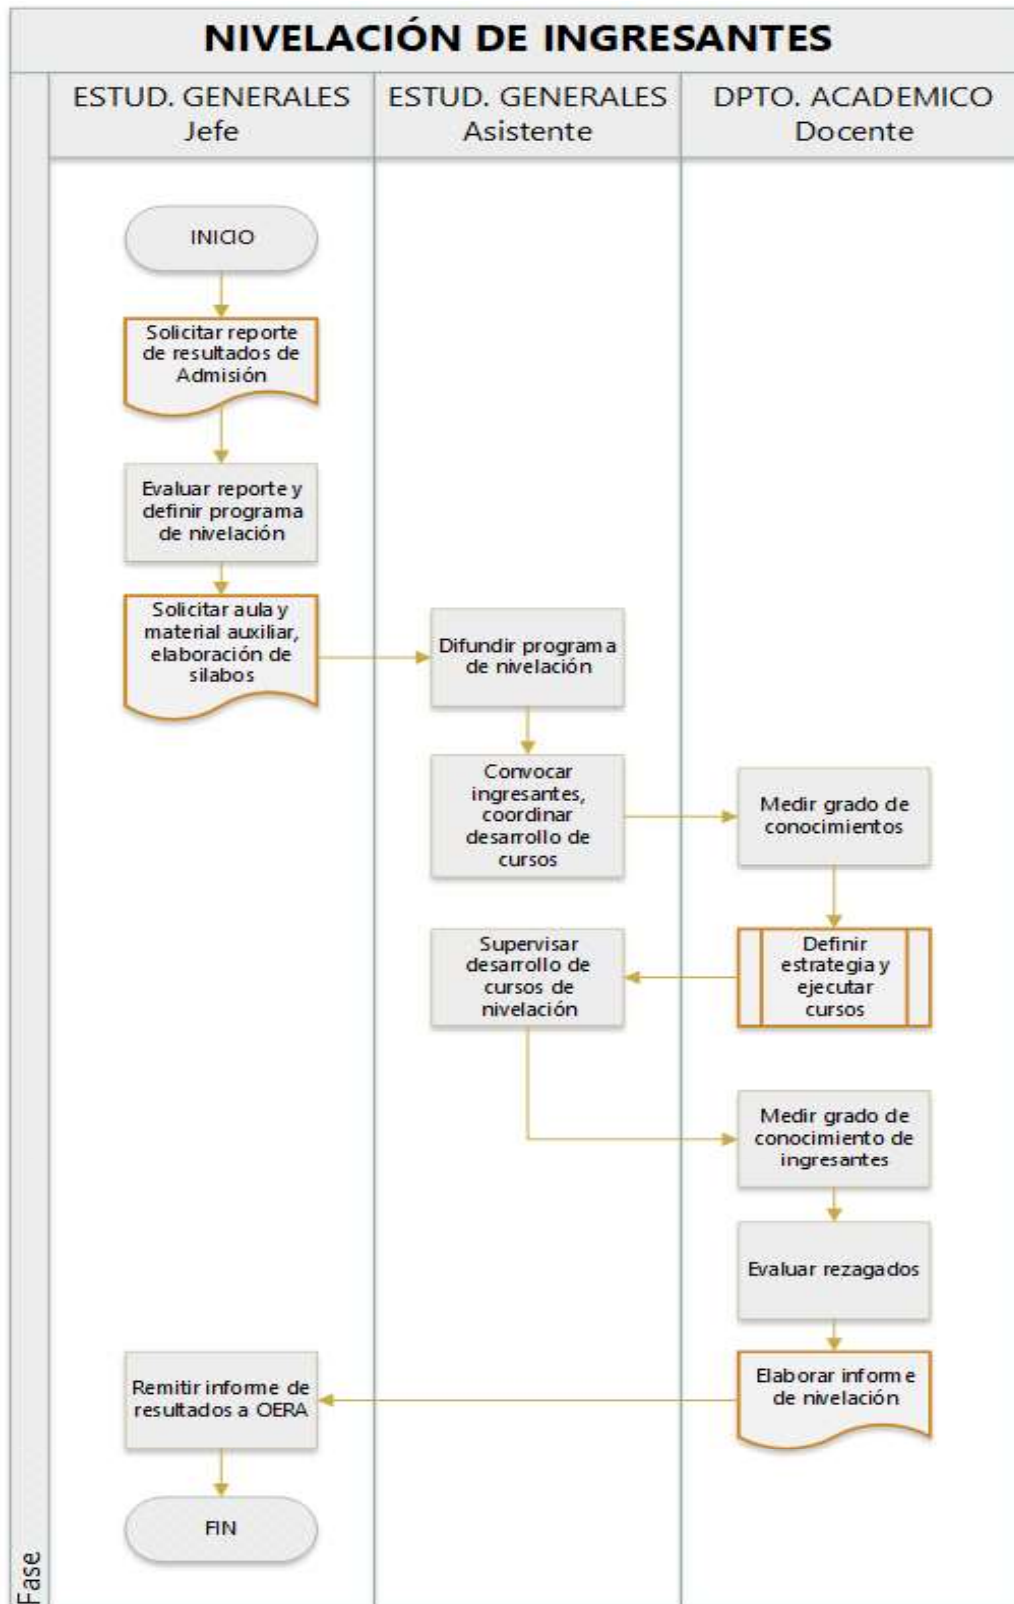 NIVELACIÓN DE INGRESANTES
ESTUD. GENERALES
Jefe
ESTUD. GENERALES
Asistente
DPTO. ACADEMICO
Docente
INICIO
Solicitar reporte
de resultados de
Admisión
Evaluar reporte y
definir programa
de nivelación
Solicitar aula y
material auxiliar,
elaboración de
silabos
Difundir programa
de nivelación
Convocar
ingresantes,
coordinar
desarrollo de
cursos
Medir grado de
conocimientos
Definir
estrategia y
ejecutar
cursos
Supervisar
desarrollo de
cursos de
nivelación
Medir grado de
conocimiento de
ingresantes
Evaluar rezagados
Elaborar informe
de nivelación
Remitir informe de
resultados a OERA
FIN
Fase